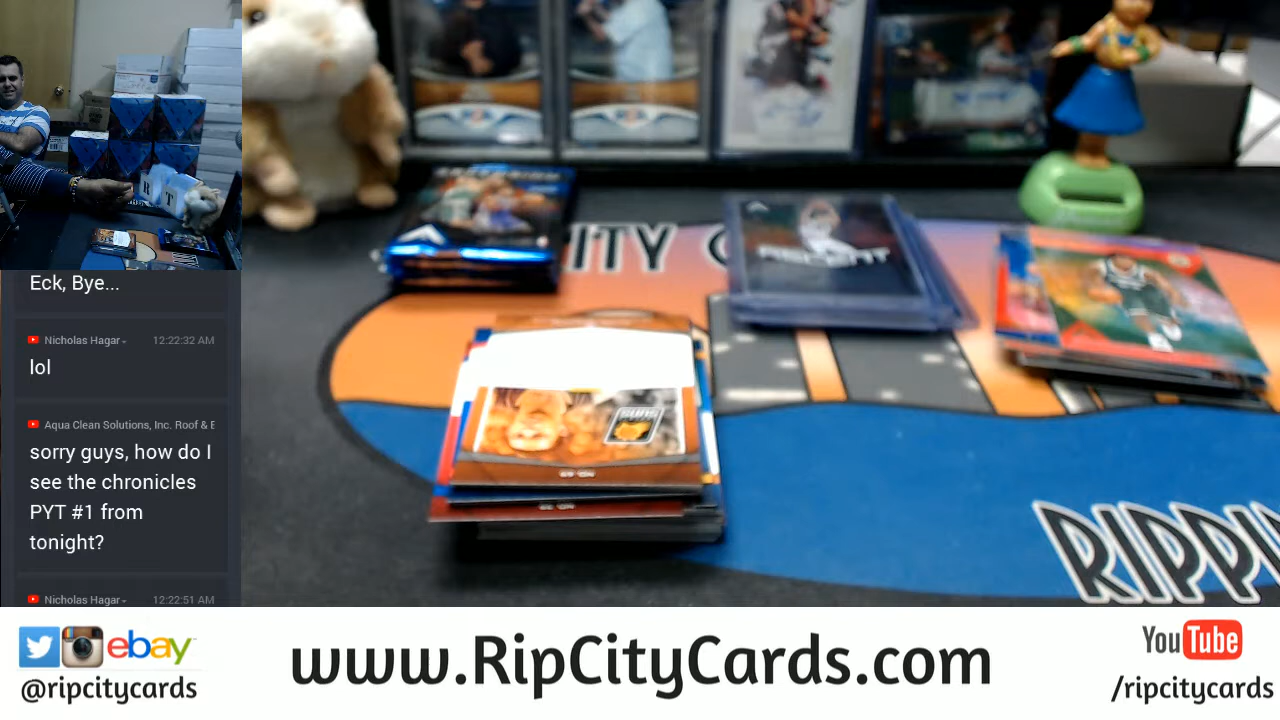 Eck, Bye...
Nicholas Hagar
12:22:32 AM
lol
Aqua Clean Solutions, Inc. Roof & E
sorry guys, how do I
see the chronicles
PYT #1 from
tonight?
Nicholas Hagar
12:22:51 AM
R T
ITY C
SUNS
RIPPI
ebay
@ripcitycards
www.RipCityCards.com
YouTube
/ripcitycards